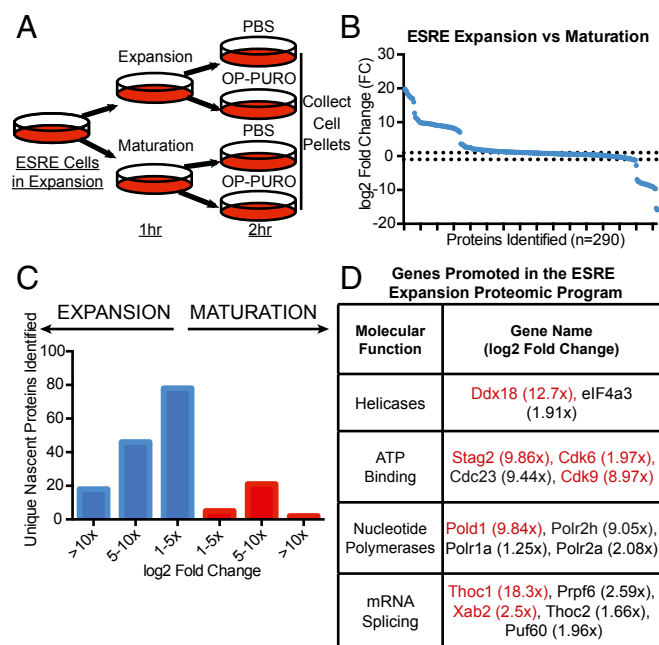 A
PBS
Expansion
OP-PURO
Collect
Cell
Pellets
Maturation
PBS
ESRE Cells
in Expansion
OP-PURO
1hr
2hr
B
ESRE Expansion vs Maturation
log2 Fold Change (FC)
30
20
10
0
-10
-20
Proteins Identified (n=290)
C
EXPANSION
MATURATION
Unique Nascent Proteins Identified
100
80
60
40
20
0
>10x
5-10x
1-5x
1-5x
5-10x
>10x
log2 Fold Change
D
Genes Promoted in the ESRE
Expansion Proteomic Program
Molecular
Function
Gene Name
(log2 Fold Change)
Helicases
Ddx18 (12.7x), eIF4a3
(1.91x)
ATP
Binding
Stag2 (9.86x), Cdk6 (1.97x)
Cdc23 (9.44x), Cdk9 (8.97x)
Nucleotide
Polymerases
Pold1 (9.84x), Polr2h (9.05x)
Polr1a (1.25x), Polr2a (2.08x)
mRNA
Splicing
Thoc1 (18.3x), Prpf6 (2.59x)
Xab2 (2.5x), Thoc2 (1.66x)
Puf60 (1.96x)